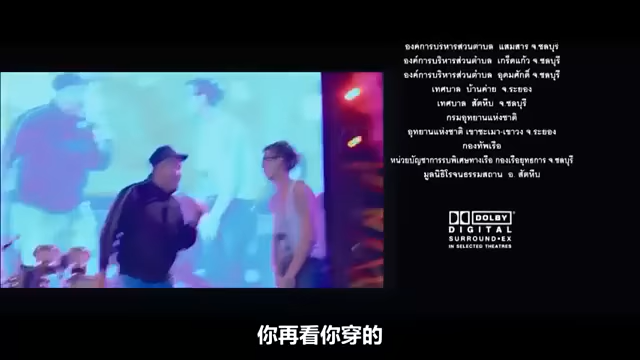 องค์การบริหารส่วนตำบล แสมสาร จ.ชลบุรี
องค์การบริหารส่วนตำบล เกร็ดแก้ว จ.ชลบุรี
องค์การบริหารส่วนตำบล อุดมศักดิ์ จ.ชลบุรี
เทศบาล บ้านค่าย จ.ระยอง
เทศบาล สัตหีบ จ.ชลบุรี
กรมอุทยานแห่งชาติ
อุทยานแห่งชาติ เขาชะเมา-เขาวง จ.ระยอง
กองทัพเรือ
หน่วยบัญชาการรบพิเศษทางเรือ กองเรือยุทธการ จ.ชลบุรี
มูลนิธิโรจนธรรมสถาน อ. สัตหีบ
DOLBY
DIGITAL
SURROUND•EX
IN SELECTED THEATRES
你再看你穿的